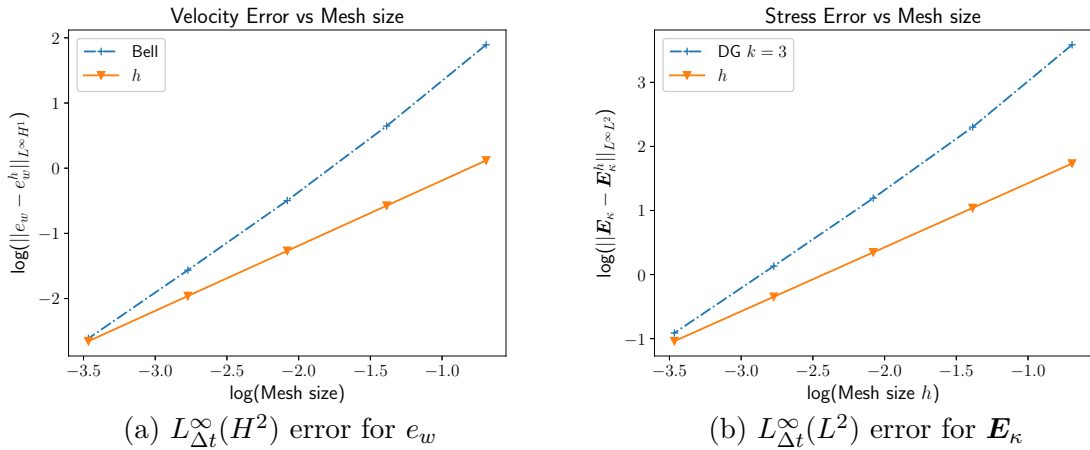 Velocity Error vs Mesh size
log(||e_w − e_w^h||_{L^∞H^1})
2
1
0
−1
−2
Bell
h
−3.5 −3.0 −2.5 −2.0 −1.5 −1.0
log(Mesh size)
(a) L^∞_{Δt}(H^2) error for e_w
Stress Error vs Mesh size
log(||E_κ − E_κ^h||_{L^∞L^2})
3
2
1
0
−1
DG k = 3
h
−3.5 −3.0 −2.5 −2.0 −1.5 −1.0
log(Mesh size h)
(b) L^∞_{Δt}(L^2) error for E_κ